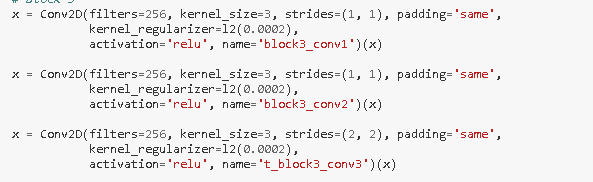 # Block 3
x = Conv2D(filters=256, kernel_size=3, strides=(1, 1), padding='same',
kernel_regularizer=l2(0.0002),
activation='relu', name='block3_conv1')(x)
x = Conv2D(filters=256, kernel_size=3, strides=(1, 1), padding='same',
kernel_regularizer=l2(0.0002),
activation='relu', name='block3_conv2')(x)
x = Conv2D(filters=256, kernel_size=3, strides=(2, 2), padding='same',
kernel_regularizer=l2(0.0002),
activation='relu', name='t_block3_conv3')(x)